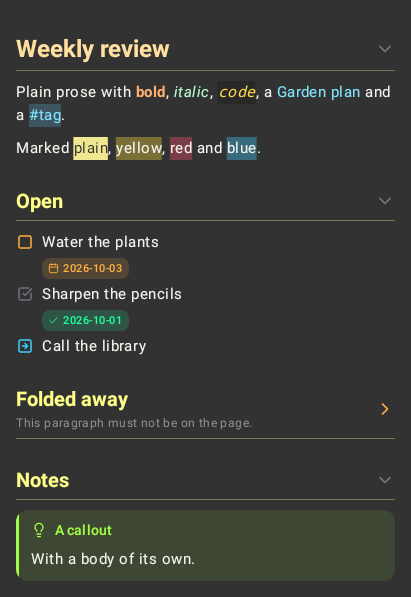 Weekly review
Plain prose with bold, italic, code, a Garden plan and
a #tag.
Marked plain, yellow, red and blue.
Open
Water the plants
2026-10-03
Sharpen the pencils
2026-10-01
Call the library
Folded away
This paragraph must not be on the page.
Notes
A callout
With a body of its own.